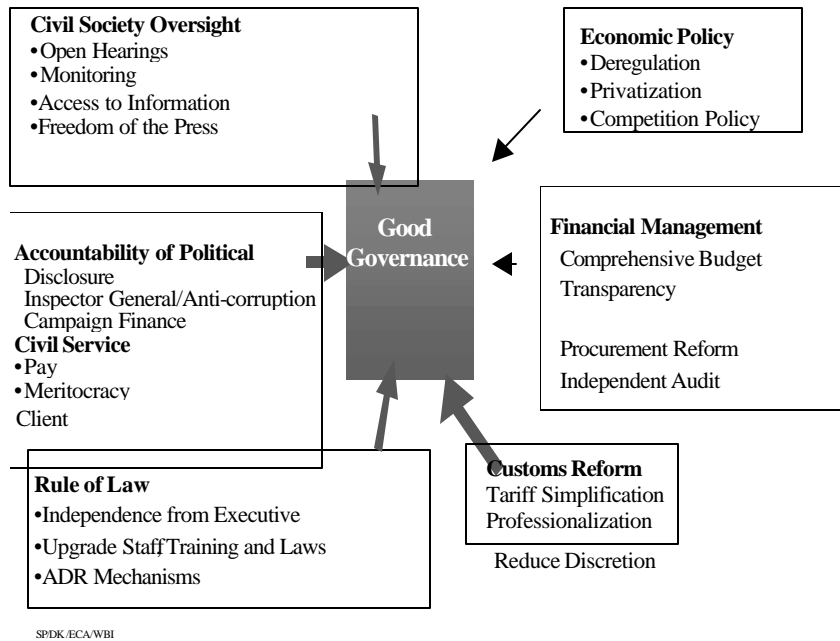 Civil Society Oversight
•Open Hearings
•Monitoring
•Access to Information
•Freedom of the Press
Economic Policy
•Deregulation
•Privatization
•Competition Policy
Good
Governance
Accountability of Political
Disclosure
Inspector General/Anti-corruption
Campaign Finance
Civil Service
•Pay
•Meritocracy
Client
Financial Management
Comprehensive Budget
Transparency
Procurement Reform
Independent Audit
Rule of Law
•Independence from Executive
•Upgrade Staff,Training and Laws
•ADR Mechanisms
Customs Reform
Tariff Simplification
Professionalization
Reduce Discretion
SP/DK/ECA/WBI